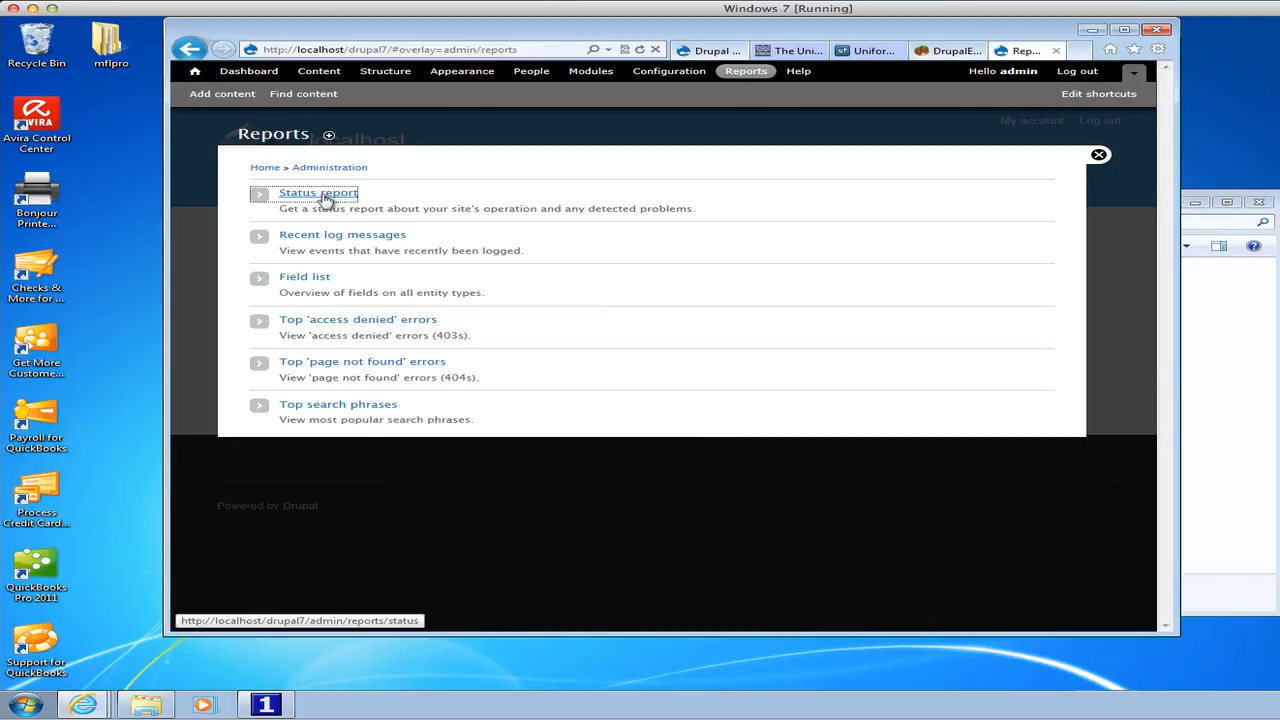 Windows 7 [Running]
Recycle Bin
mflpro
Avira Control Center
Bonjour Printe...
Checks & More for ...
Get More Custome...
Payroll for QuickBooks
Process Credit Card...
QuickBooks Pro 2011
Support for QuickBooks
http://localhost/drupal7/#overlay=admin/reports
Drupal ...
The Uni...
Unifor...
DrupalE...
Rep...
Dashboard Content Structure Appearance People Modules Configuration Reports Help Hello admin Log out
Add content Find content Edit shortcuts
My account Log out
localhost
Reports
Home » Administration
Status report
Get a status report about your site's operation and any detected problems.
Recent log messages
View events that have recently been logged.
Field list
Overview of fields on all entity types.
Top 'access denied' errors
View 'access denied' errors (403s).
Top 'page not found' errors
View 'page not found' errors (404s).
Top search phrases
View most popular search phrases.
Powered by Drupal
http://localhost/drupal7/admin/reports/status
1